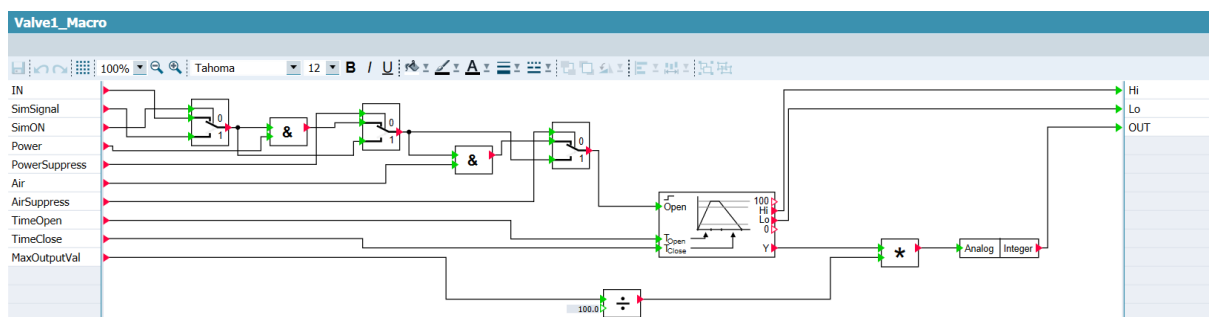 Valve1_Macro
100% Tahoma 12 B I U A
IN
SimSignal
SimON
Power
PowerSuppress
Air
AirSuppress
TimeOpen
TimeClose
MaxOutputVal
0
1
&
0
1
&
0
1
Open
100
Hi
Lo
0
TOpen
TClose
Y
*
Analog Integer
100.0
÷
Hi
Lo
OUT